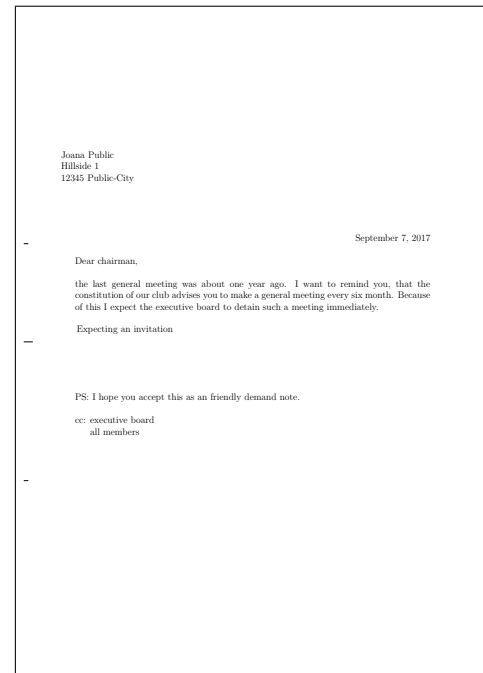 Joana Public
Hillside 1
12345 Public-City
September 7, 2017
Dear chairman,
the last general meeting was about one year ago. I want to remind you, that the
constitution of our club advises you to make a general meeting every six month. Because
of this I expect the executive board to detain such a meeting immediately.
Expecting an invitation
PS: I hope you accept this as an friendly demand note.
cc: executive board
all members